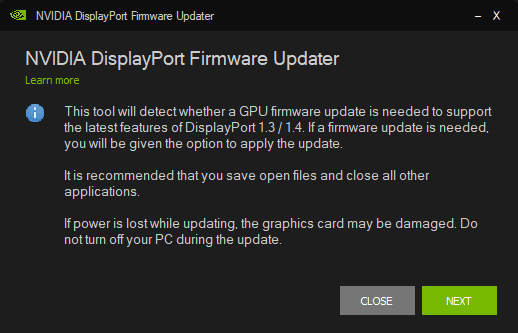 NVIDIA DisplayPort Firmware Updater
– X
NVIDIA DisplayPort Firmware Updater
Learn more
This tool will detect whether a GPU firmware update is needed to support
the latest features of DisplayPort 1.3 / 1.4. If a firmware update is needed,
you will be given the option to apply the update.
It is recommended that you save open files and close all other
applications.
If power is lost while updating, the graphics card may be damaged. Do
not turn off your PC during the update.
CLOSE
NEXT